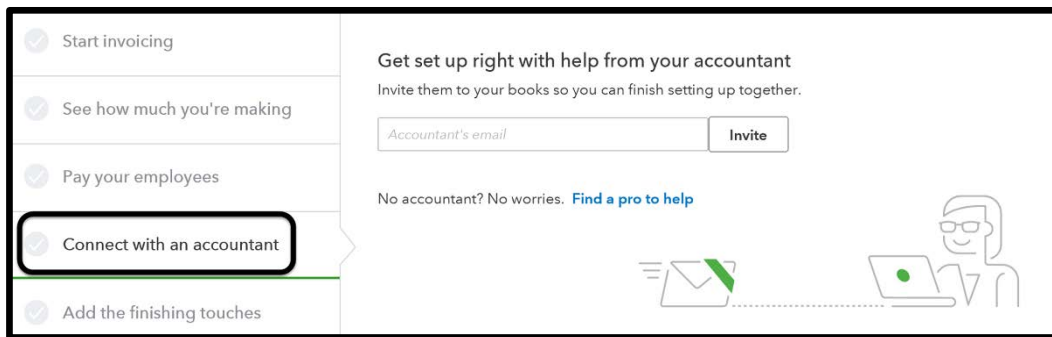 Start invoicing
See how much you're making
Pay your employees
Connect with an accountant
Add the finishing touches
Get set up right with help from your accountant
Invite them to your books so you can finish setting up together.
Accountant's email
Invite
No accountant? No worries. Find a pro to help